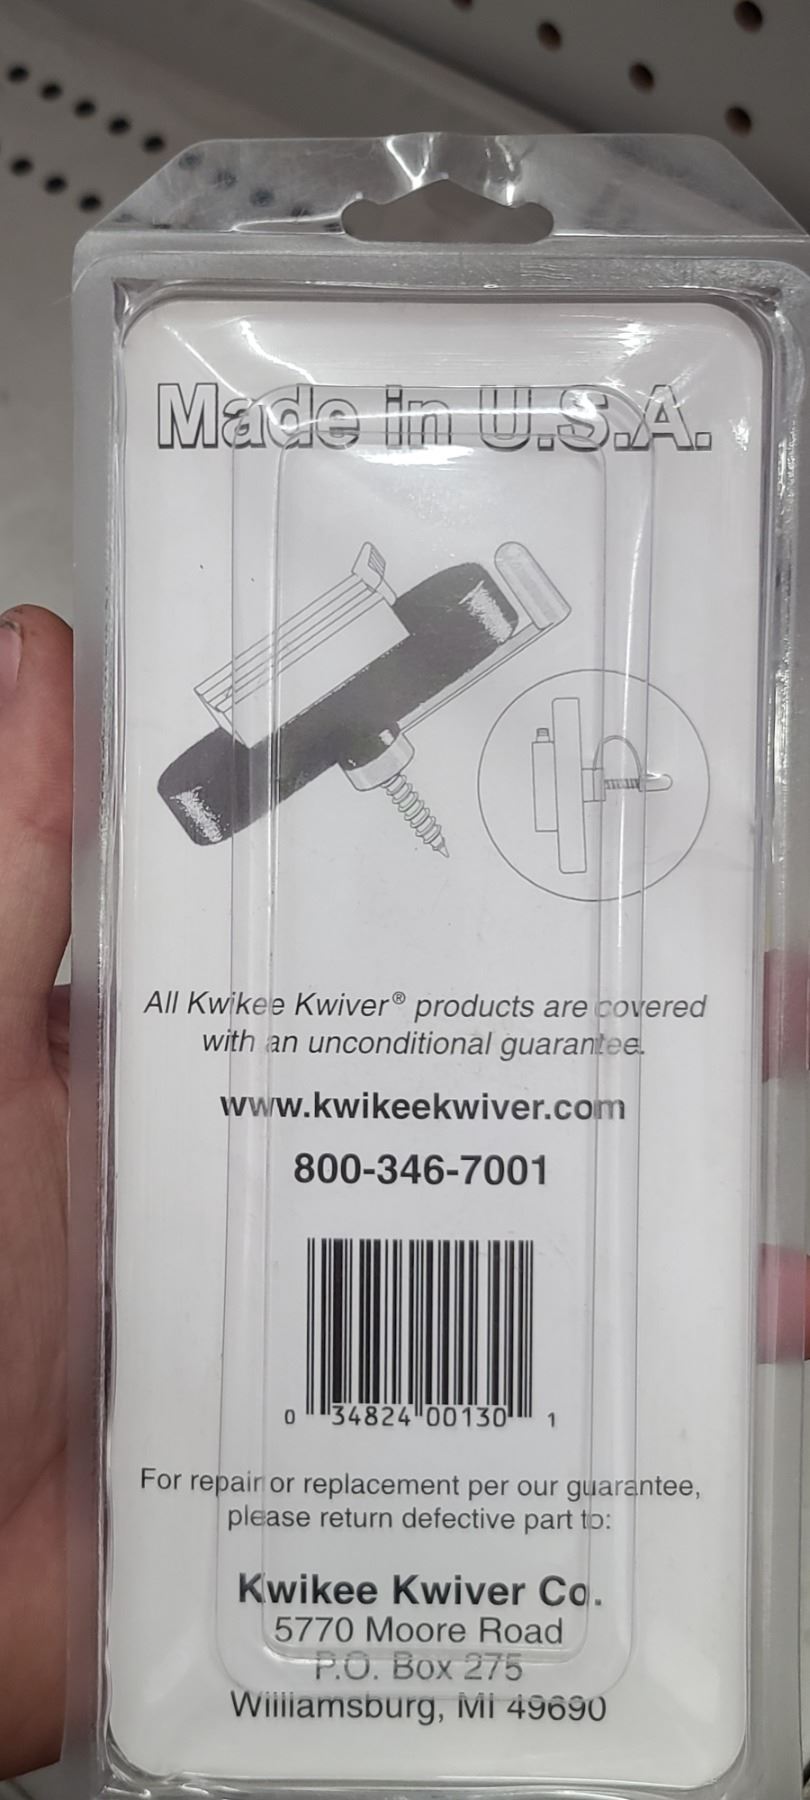 Made in U.S.A.
All Kwikee Kwiver® products are covered
with an unconditional guarantee.
www.kwikeekwiver.com
800-346-7001
0 34824 00130 1
For repair or replacement per our guarantee,
please return defective part to:
Kwikee Kwiver Co.
5770 Moore Road
P.O. Box 275
Williamsburg, MI 49690